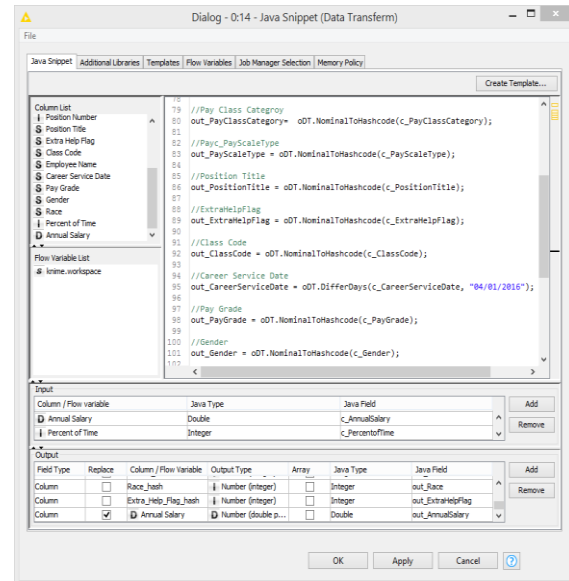 Dialog - 0:14 - Java Snippet (Data Transferm)
File
Java Snippet Additional Libraries Templates Flow Variables Job Manager Selection Memory Policy
Create Template...
Column List
I Position Number
S Position Title
S Extra Help Flag
S Class Code
S Employee Name
S Career Service Date
S Pay Grade
S Gender
S Race
I Percent of Time
D Annual Salary
Flow Variable List
s knime.workspace
78
79 //Pay Class Categroy
80 out_PayClassCategory= oDT.NominalToHashcode(c_PayClassCategory);
81
82 //Payc_PayScaleType
83 out_PayScaleType = oDT.NominalToHashcode(c_PayScaleType);
84
85 //Position Title
86 out_PositionTitle = oDT.NominalToHashcode(c_PositionTitle);
87
88 //ExtraHelpFlag
89 out_ExtraHelpFlag = oDT.NominalToHashcode(c_ExtraHelpFlag);
90
91 //Class Code
92 out_ClassCode = oDT.NominalToHashcode(c_ClassCode);
93
94 //Career Service Date
95 out_CareerServiceDate = oDT.DifferDays(c_CareerServiceDate, "04/01/2016");
96
97 //Pay Grade
98 out_PayGrade = oDT.NominalToHashcode(c_PayGrade);
99
100 //Gender
101 out_Gender = oDT.NominalToHashcode(c_Gender);
102
Input
Column / Flow variable Java Type Java Field
D Annual Salary Double c_AnnualSalary
I Percent of Time Integer c_PercentofTime
Add
Remove
Output
Field Type Replace Column / Flow Variable Output Type Array Java Type Java Field
Column Race_hash I Number (integer) Integer out_Race
Column Extra_Help_Flag_hash I Number (integer) Integer out_ExtraHelpFlag
Column D Annual Salary D Number (double p... Double out_AnnualSalary
Add
Remove
OK Apply Cancel ?